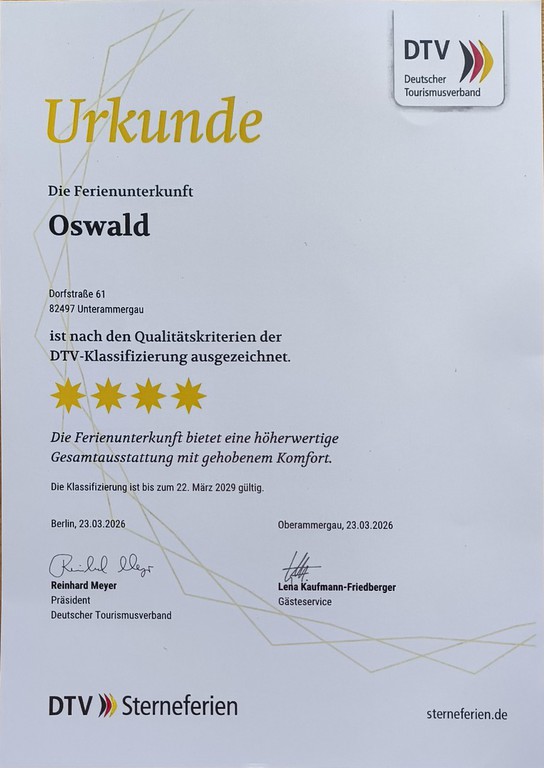 DTV
Deutscher
Tourismusverband
Urkunde
Die Ferienunterkunft
Oswald
Dorfstraße 61
82497 Unterammergau
ist nach den Qualitätskriterien der
DTV-Klassifizierung ausgezeichnet.
Die Ferienunterkunft bietet eine höherwertige
Gesamtausstattung mit gehobenem Komfort.
Die Klassifizierung ist bis zum 22. März 2029 gültig.
Berlin, 23.03.2026
Oberammergau, 23.03.2026
Reinhard Meyer
Reinhard Meyer
Präsident
Deutscher Tourismusverband
Lena Kaufmann-Friedberger
Gästeservice
DTV Sterneferien
sterneferien.de